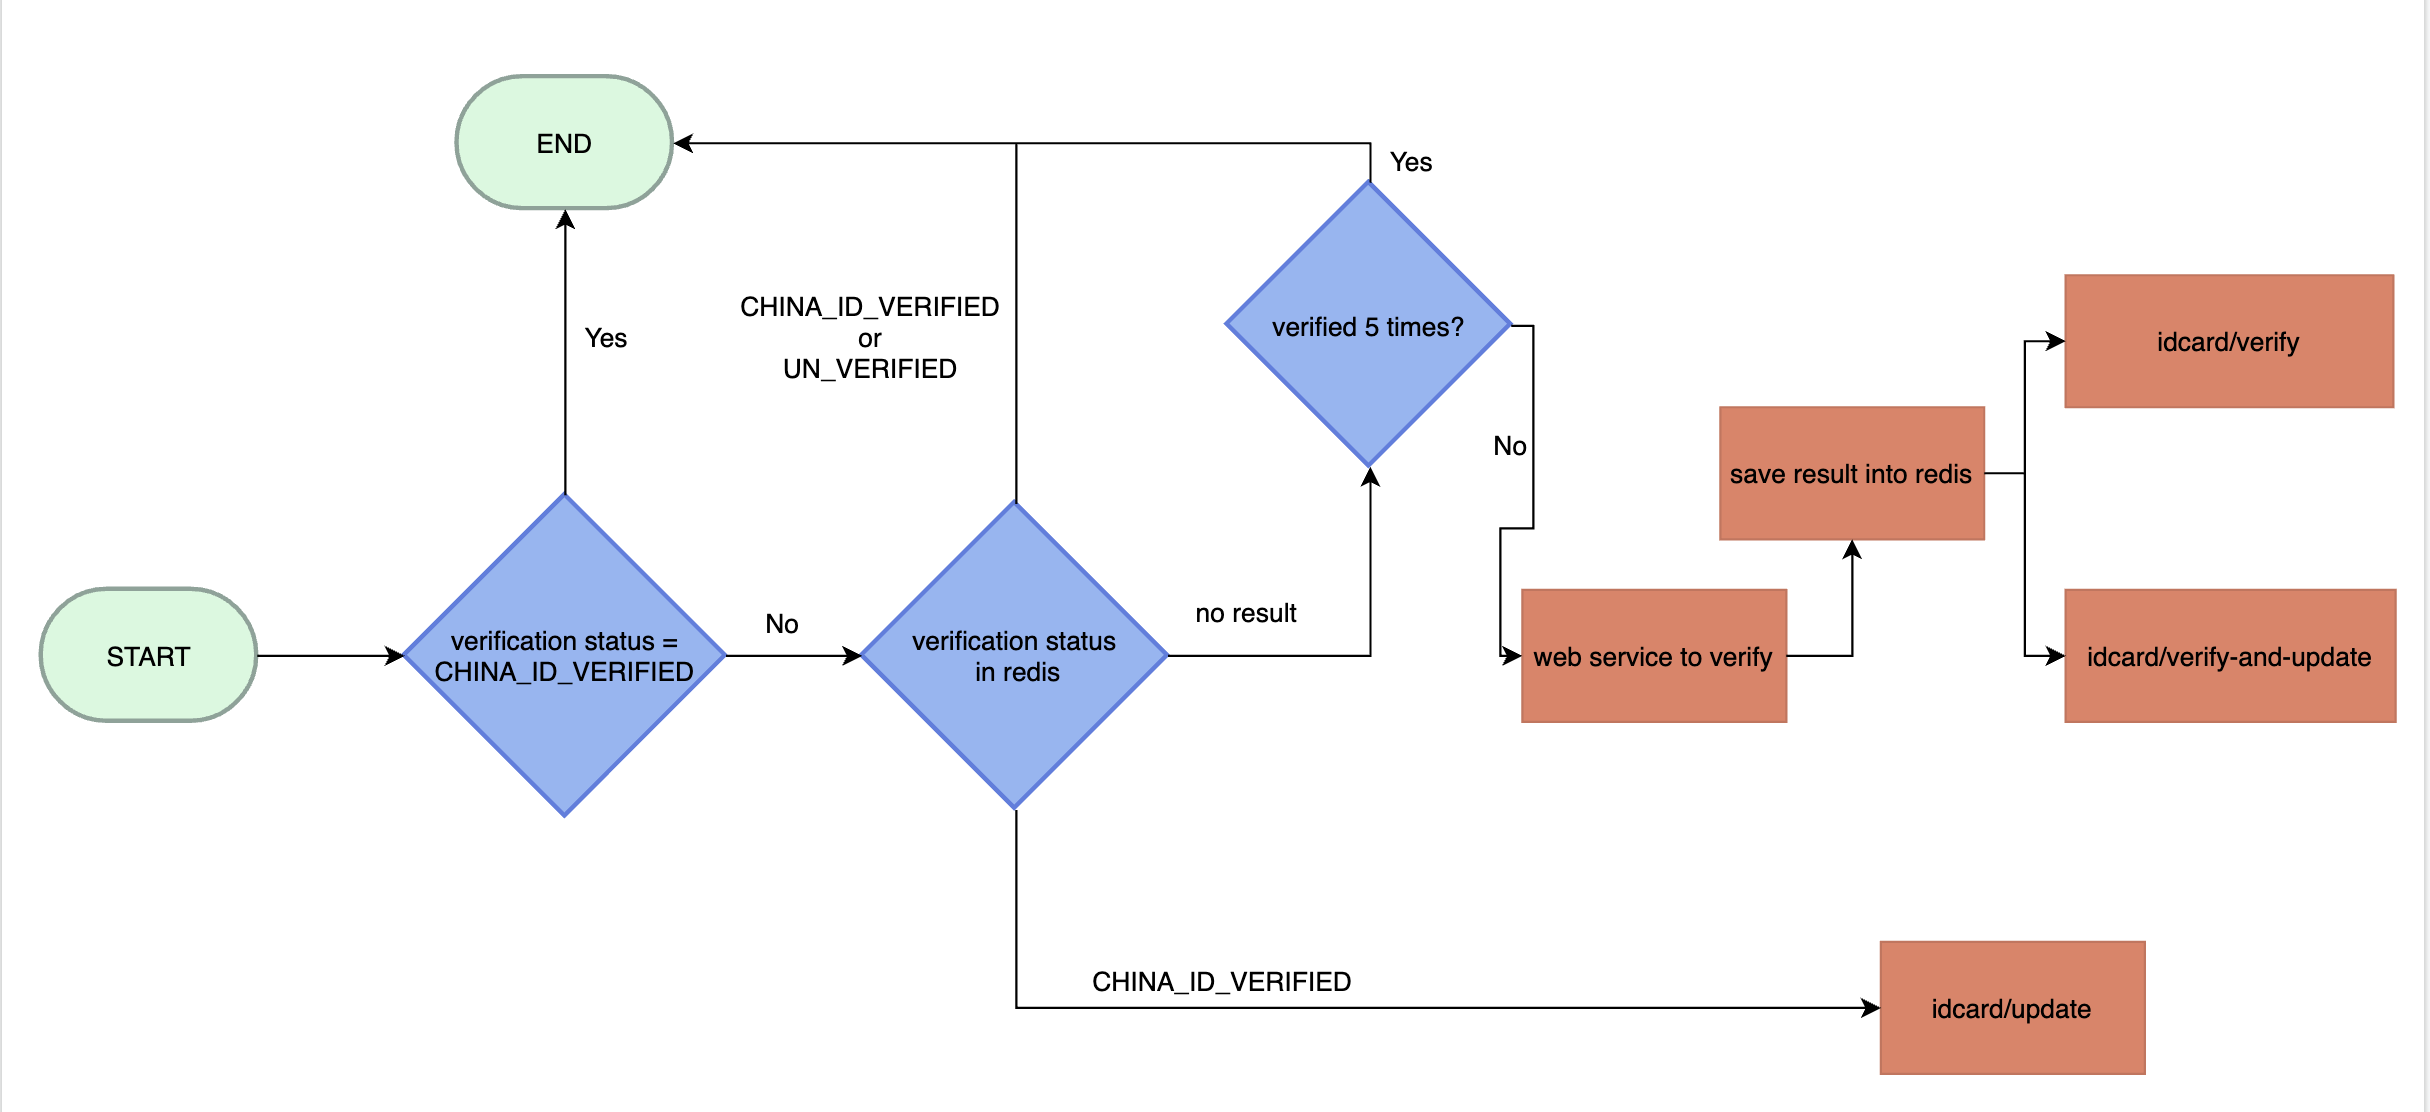 END
Yes
Yes
CHINA_ID_VERIFIED
or
UN_VERIFIED
verified 5 times?
idcard/verify
No
save result into redis
START
verification status =
CHINA_ID_VERIFIED
No
verification status
in redis
no result
web service to verify
idcard/verify-and-update
CHINA_ID_VERIFIED
idcard/update